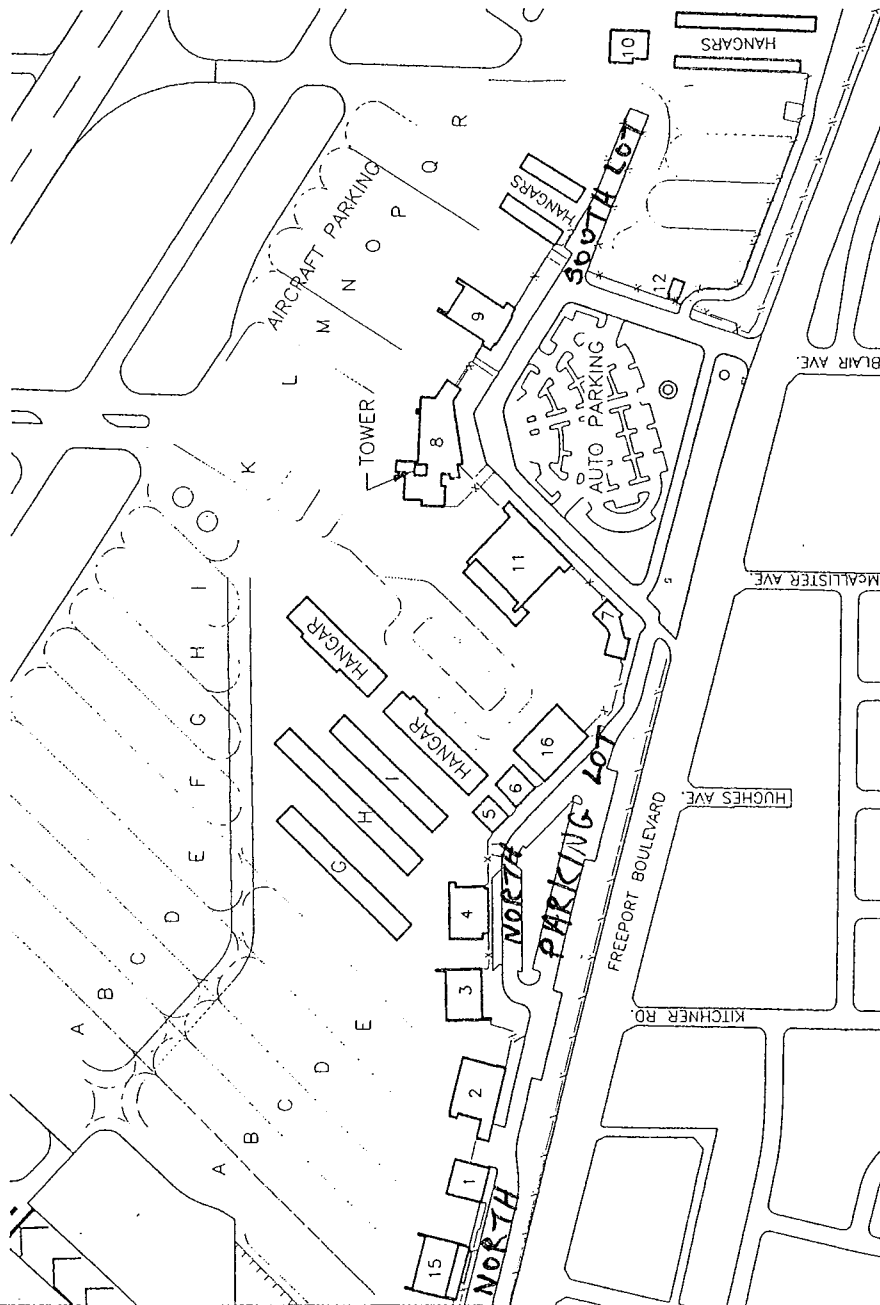 AIRCRAFT PARKING
A
B
C
D
E
F
G
H
I
A
B
C
D
E
K
L
M
N
O
P
Q
R
TOWER
HANGAR
HANGAR
G
H
I
HANGARS
HANGARS
15
1
2
3
4
5
6
16
7
11
8
9
10
12
AUTO PARKING
SOUTH LOT
NORTH
NORTH
PARKING LOT
FREEPORT BOULEVARD
KITCHNER RD.
HUGHES AVE.
McALLISTER AVE.
BLAIR AVE.